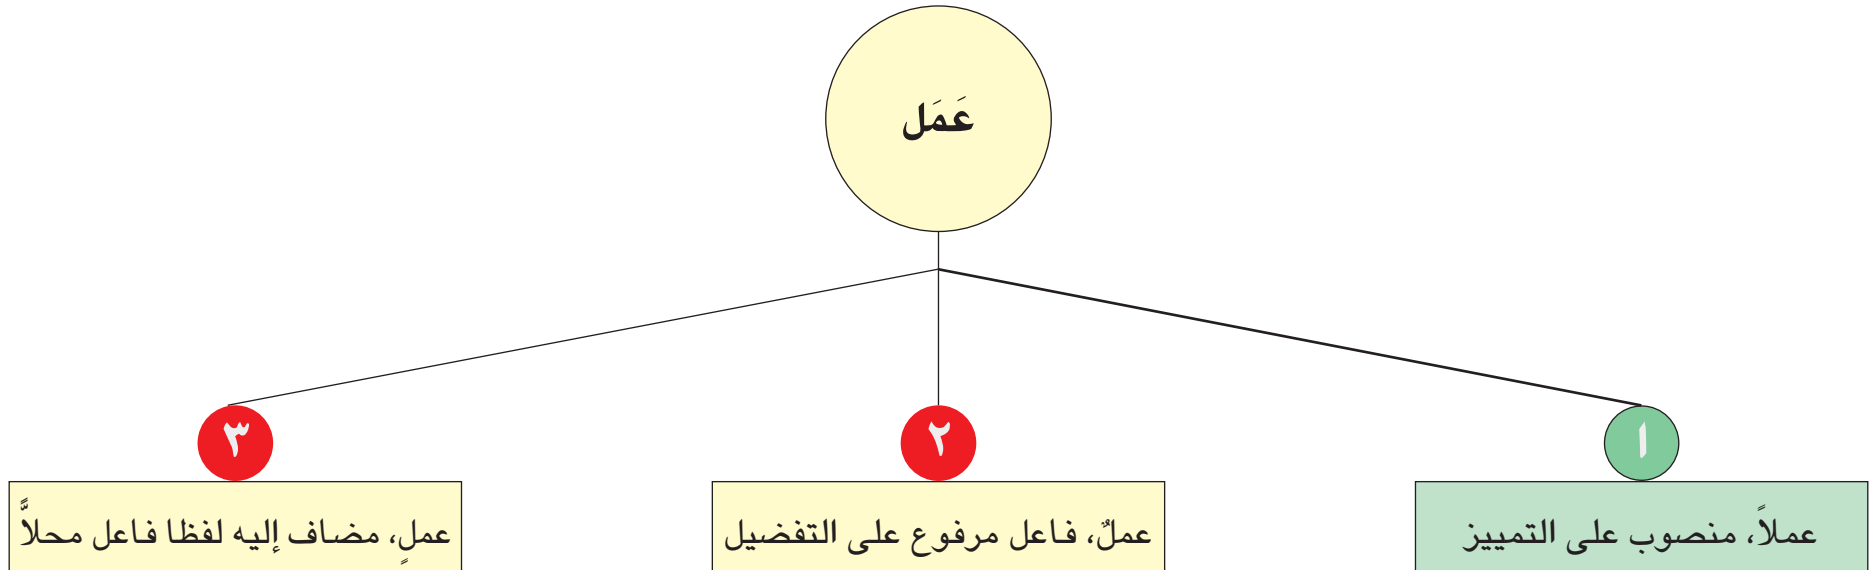 عَمَل
١
عملاً، منصوب على التمييز
٢
عملٌ، فاعل مرفوع على التفضيل
٣
عملٍ، مضاف إليه لفظا فاعل محلاًّ